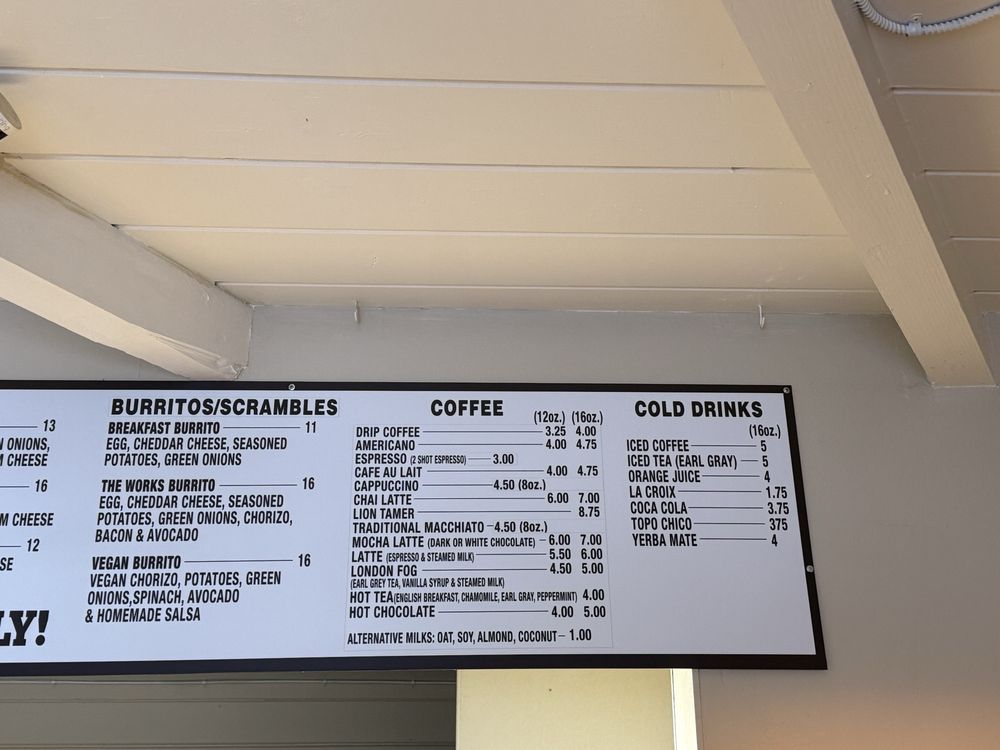 13
N ONIONS,
M CHEESE
16
M CHEESE
12
SE
LY!
BURRITOS/SCRAMBLES
BREAKFAST BURRITO 11
EGG, CHEDDAR CHEESE, SEASONED
POTATOES, GREEN ONIONS
THE WORKS BURRITO 16
EGG, CHEDDAR CHEESE, SEASONED
POTATOES, GREEN ONIONS, CHORIZO,
BACON & AVOCADO
VEGAN BURRITO 16
VEGAN CHORIZO, POTATOES, GREEN
ONIONS,SPINACH, AVOCADO
& HOMEMADE SALSA
COFFEE
(12oz.) (16oz.)
DRIP COFFEE 3.25 4.00
AMERICANO 4.00 4.75
ESPRESSO (2 SHOT ESPRESSO) 3.00
CAFE AU LAIT 4.00 4.75
CAPPUCCINO 4.50 (8oz.)
CHAI LATTE 6.00 7.00
LION TAMER 8.75
TRADITIONAL MACCHIATO 4.50 (8oz.)
MOCHA LATTE (DARK OR WHITE CHOCOLATE) 6.00 7.00
LATTE (ESPRESSO & STEAMED MILK) 5.50 6.00
LONDON FOG 4.50 5.00
(EARL GREY TEA, VANILLA SYRUP & STEAMED MILK)
HOT TEA(ENGLISH BREAKFAST, CHAMOMILE, EARL GRAY, PEPPERMINT) 4.00
HOT CHOCOLATE 4.00 5.00
ALTERNATIVE MILKS: OAT, SOY, ALMOND, COCONUT 1.00
COLD DRINKS
(16oz.)
ICED COFFEE 5
ICED TEA (EARL GRAY) 5
ORANGE JUICE 4
LA CROIX 1.75
COCA COLA 3.75
TOPO CHICO 375
YERBA MATE 4